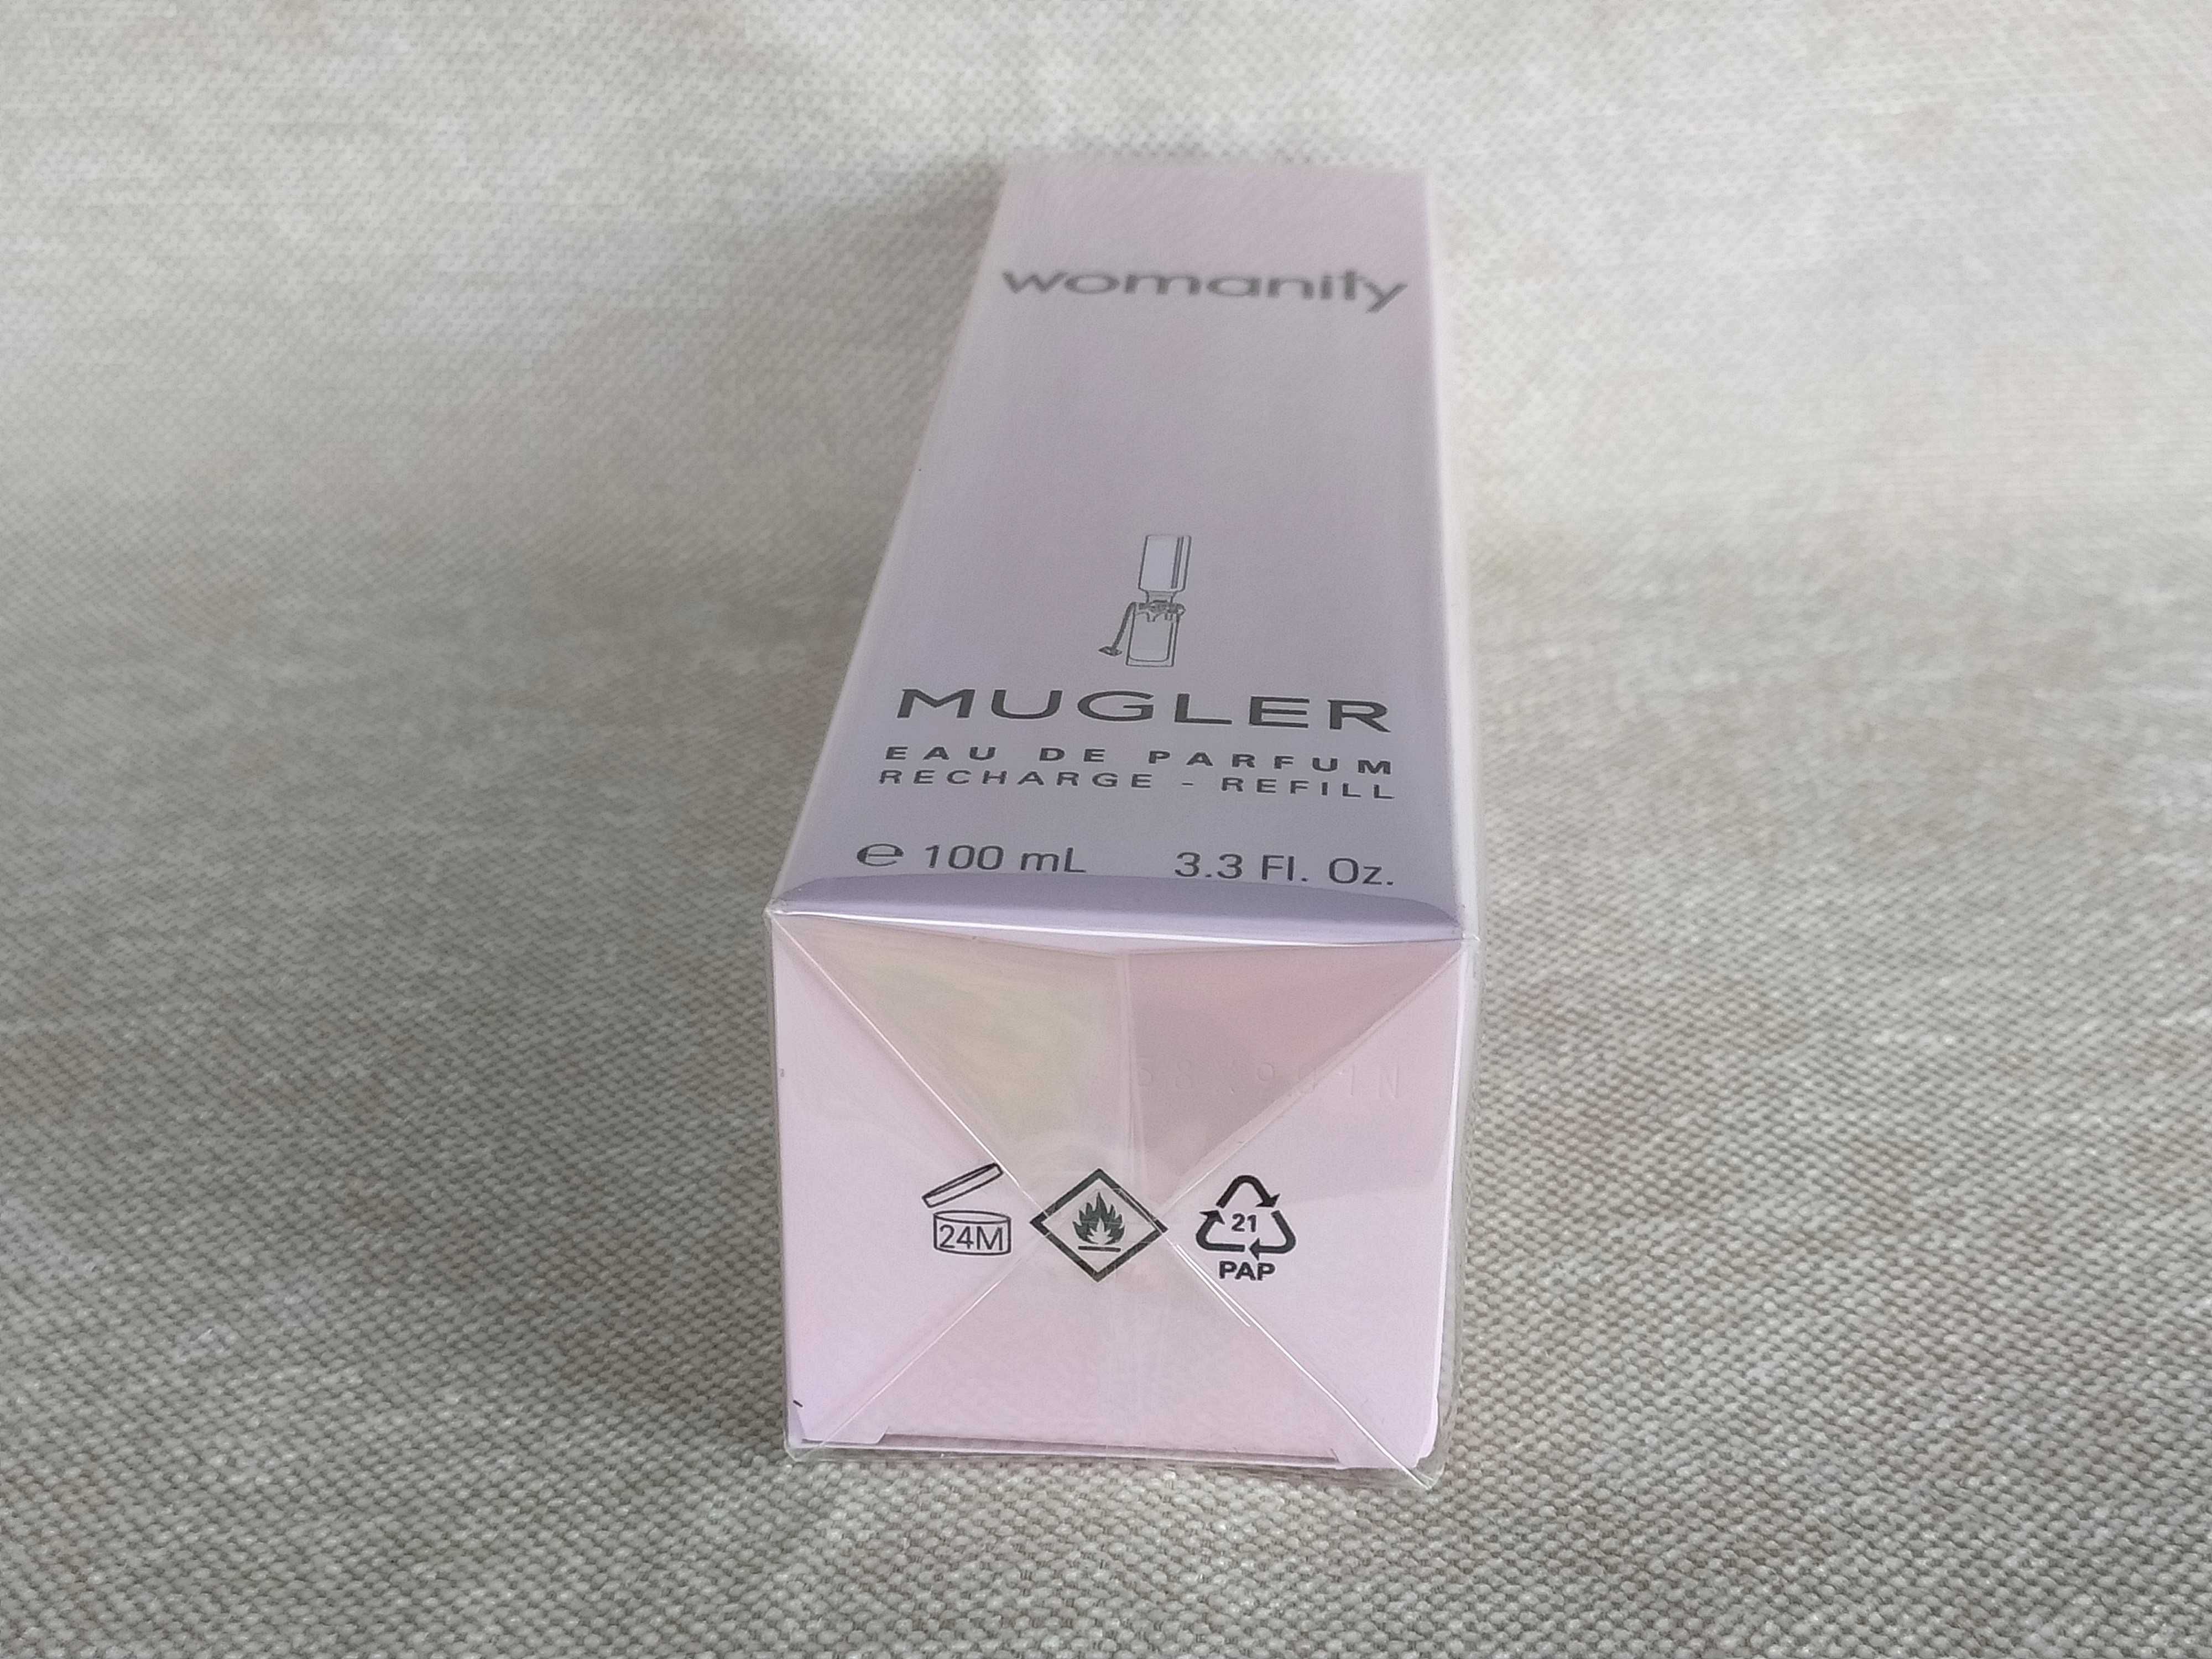 womanity
MUGLER
EAU DE PARFUM
RECHARGE - REFILL
℮ 100 mL 3.3 Fl. Oz.
24M
21
PAP